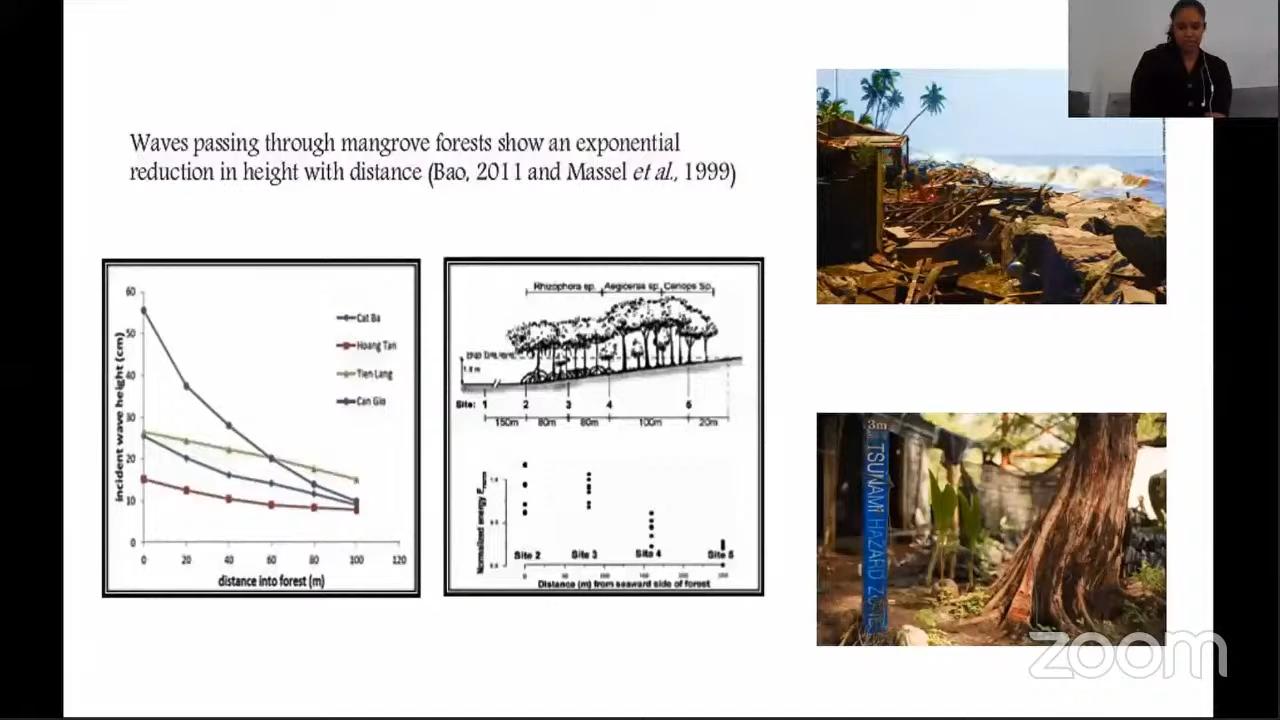 Waves passing through mangrove forests show an exponential
reduction in height with distance (Bao, 2011 and Massel et al., 1999)
60
50
40
30
20
10
0
incident wave height (cm)
Cat Ba
Hoang Tan
Tien Lang
Can Gio
0 20 40 60 80 100 120
distance into forest (m)
Rhizophora sp. Aegiceras sp. Ceriops Sp.
Site: 1 2 3 4 5
150m 80m 80m 100m 20m
Normalized energy
Site 2 Site 3 Site 4 Site 5
Distance (m) from seaward side of forest
3m
TSUNAMI HAZARD ZONE
zoom